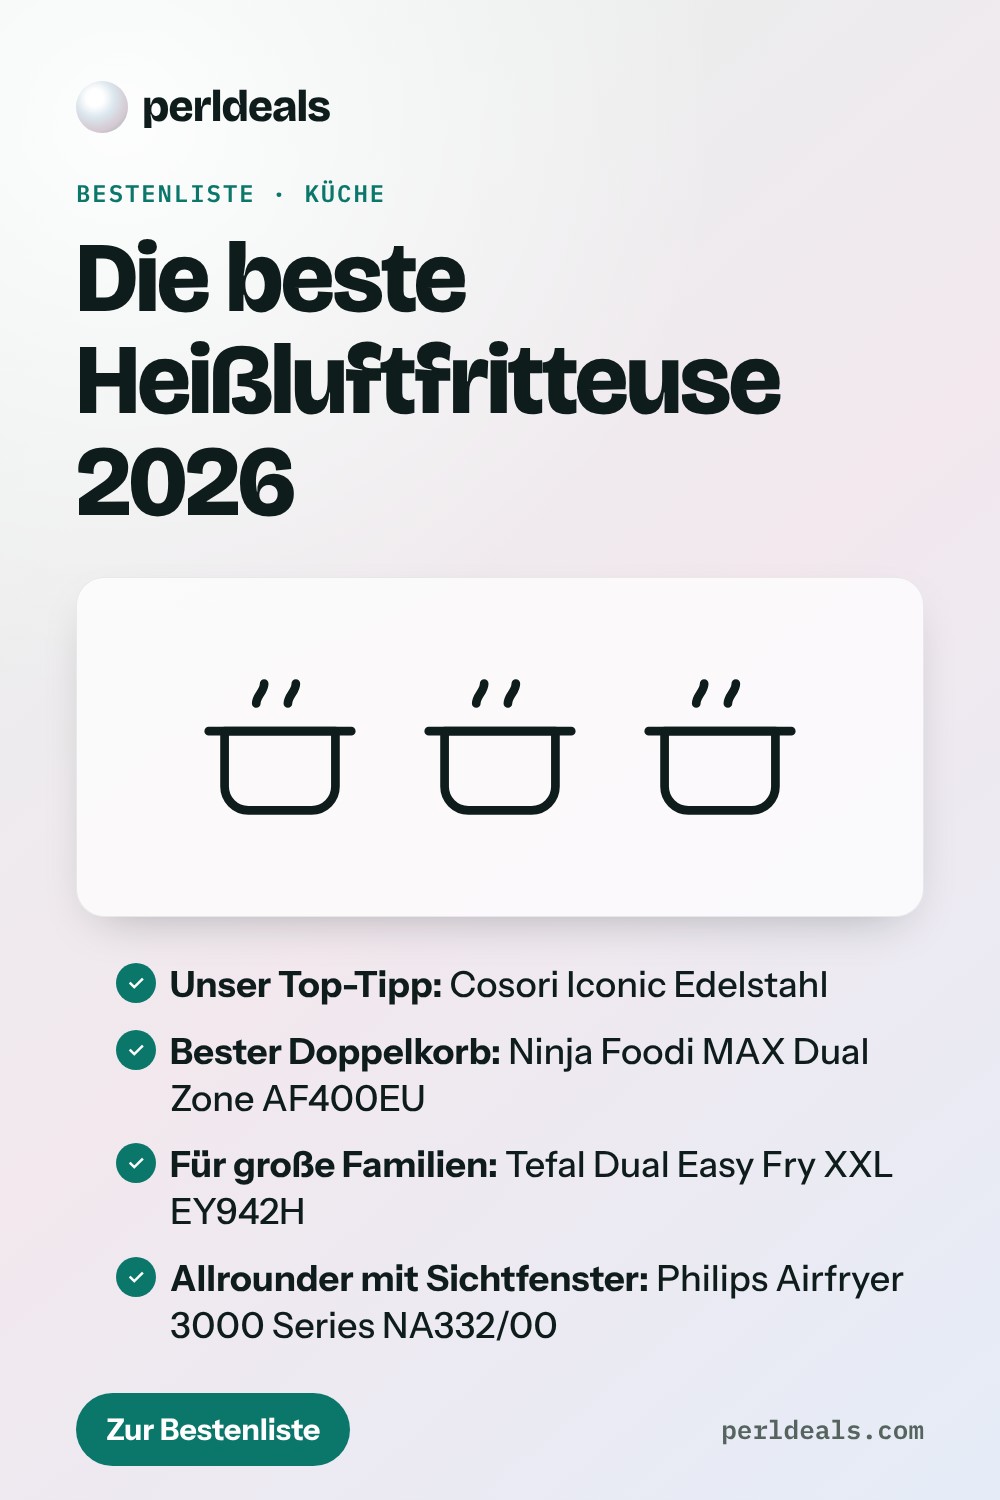 perldeals
BESTENLISTE · KÜCHE
Die beste
Heißluftfritteuse
2026
Unser Top-Tipp: Cosori Iconic Edelstahl
Bester Doppelkorb: Ninja Foodi MAX Dual
Zone AF400EU
Für große Familien: Tefal Dual Easy Fry XXL
EY942H
Allrounder mit Sichtfenster: Philips Airfryer
3000 Series NA332/00
Zur Bestenliste
perldeals.com